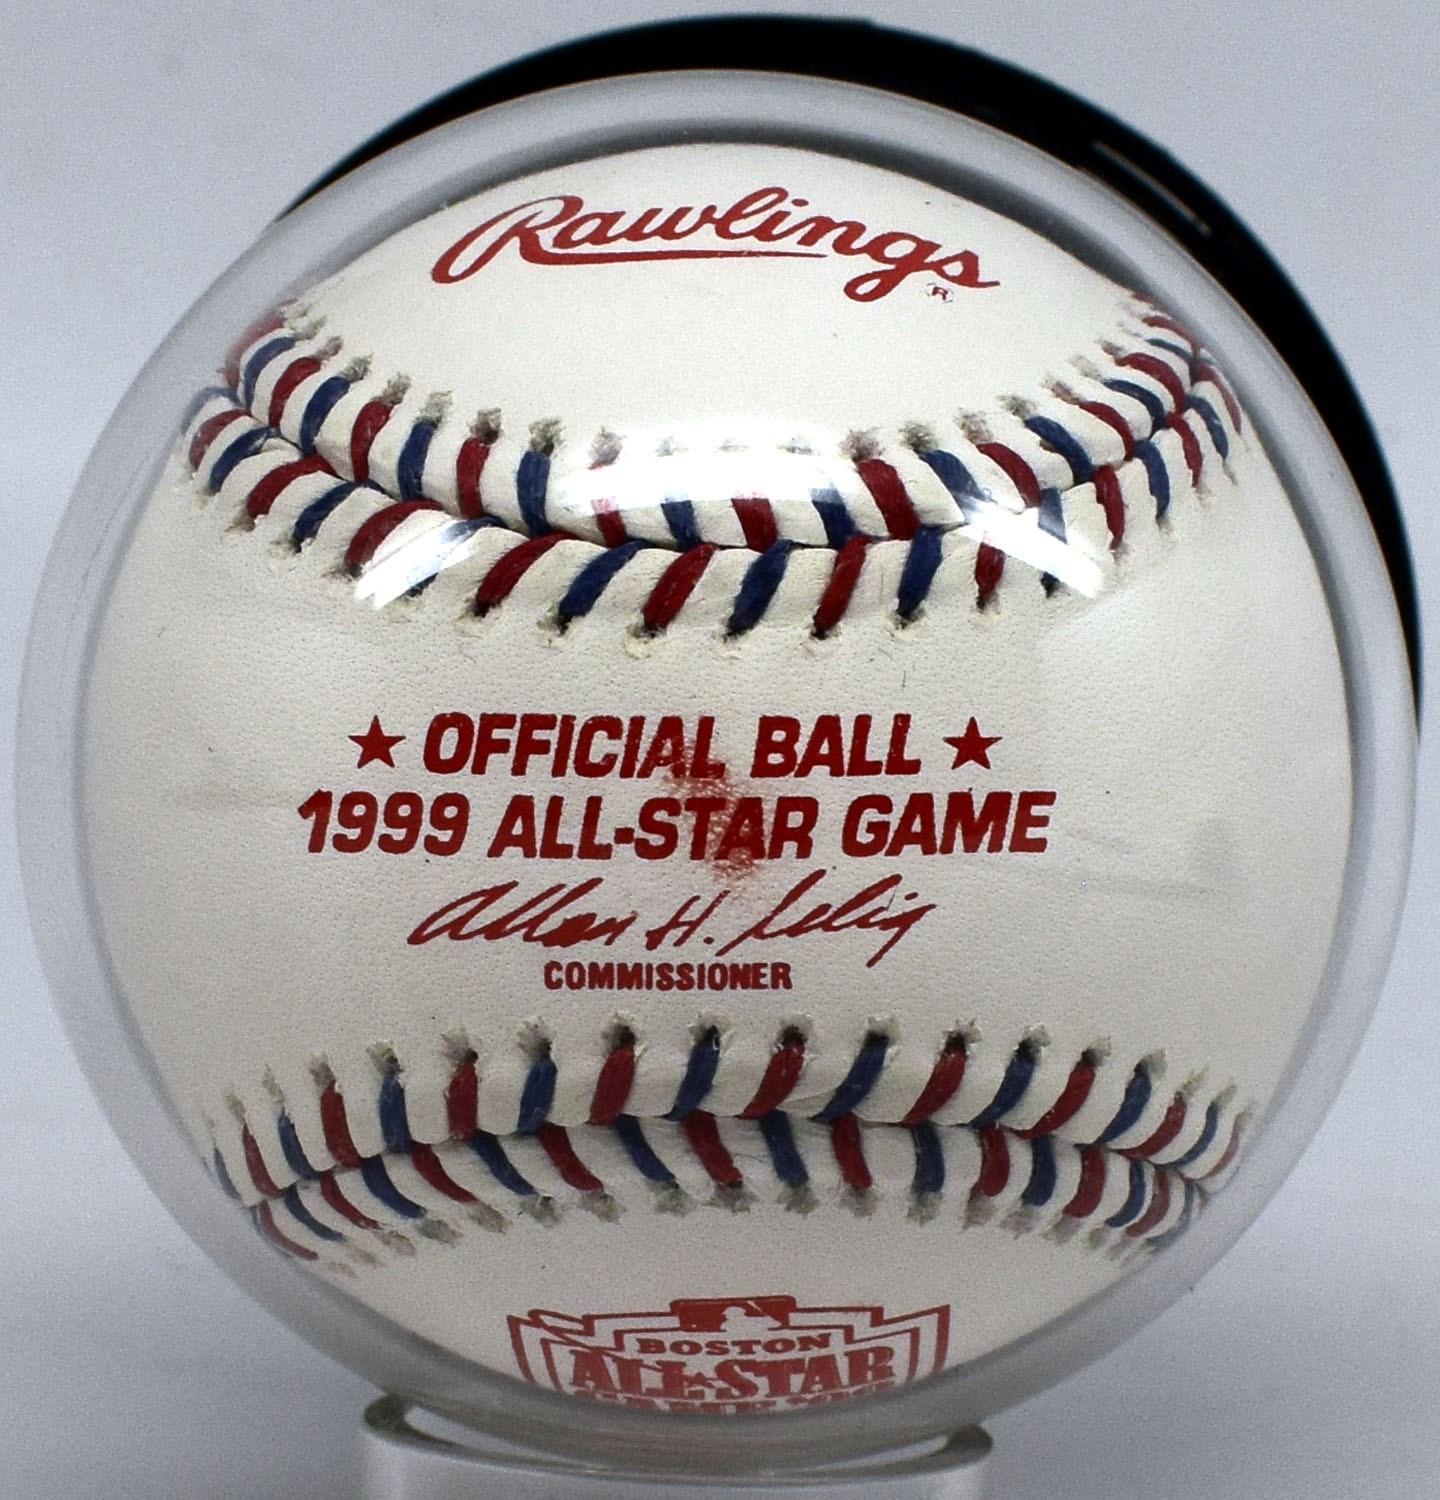 Rawlings
®
★ OFFICIAL BALL ★
1999 ALL-STAR GAME
Allan H. Selig
COMMISSIONER
BOSTON
ALL★STAR